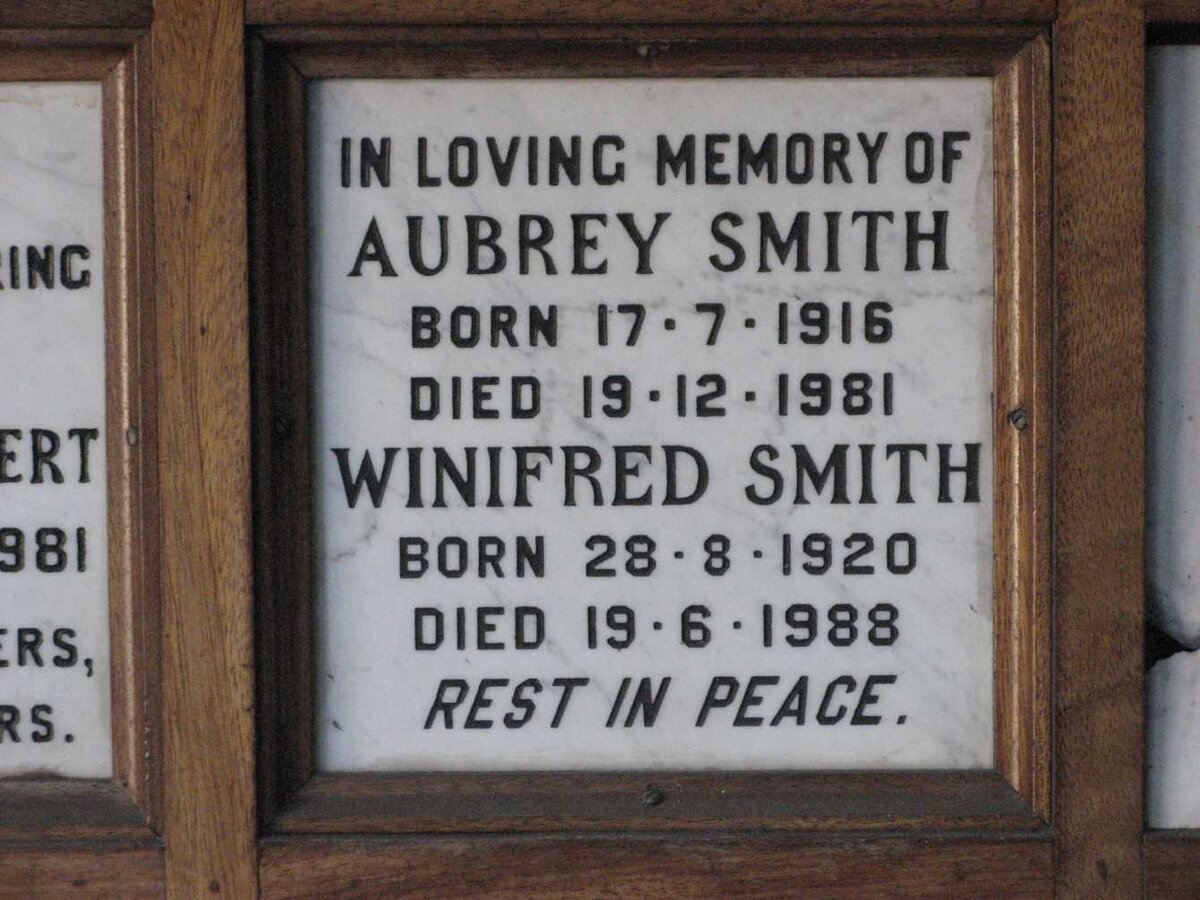 IN LOVING MEMORY OF
AUBREY SMITH
BORN 17·7·1916
DIED 19·12·1981
WINIFRED SMITH
BORN 28·8·1920
DIED 19·6·1988
REST IN PEACE.